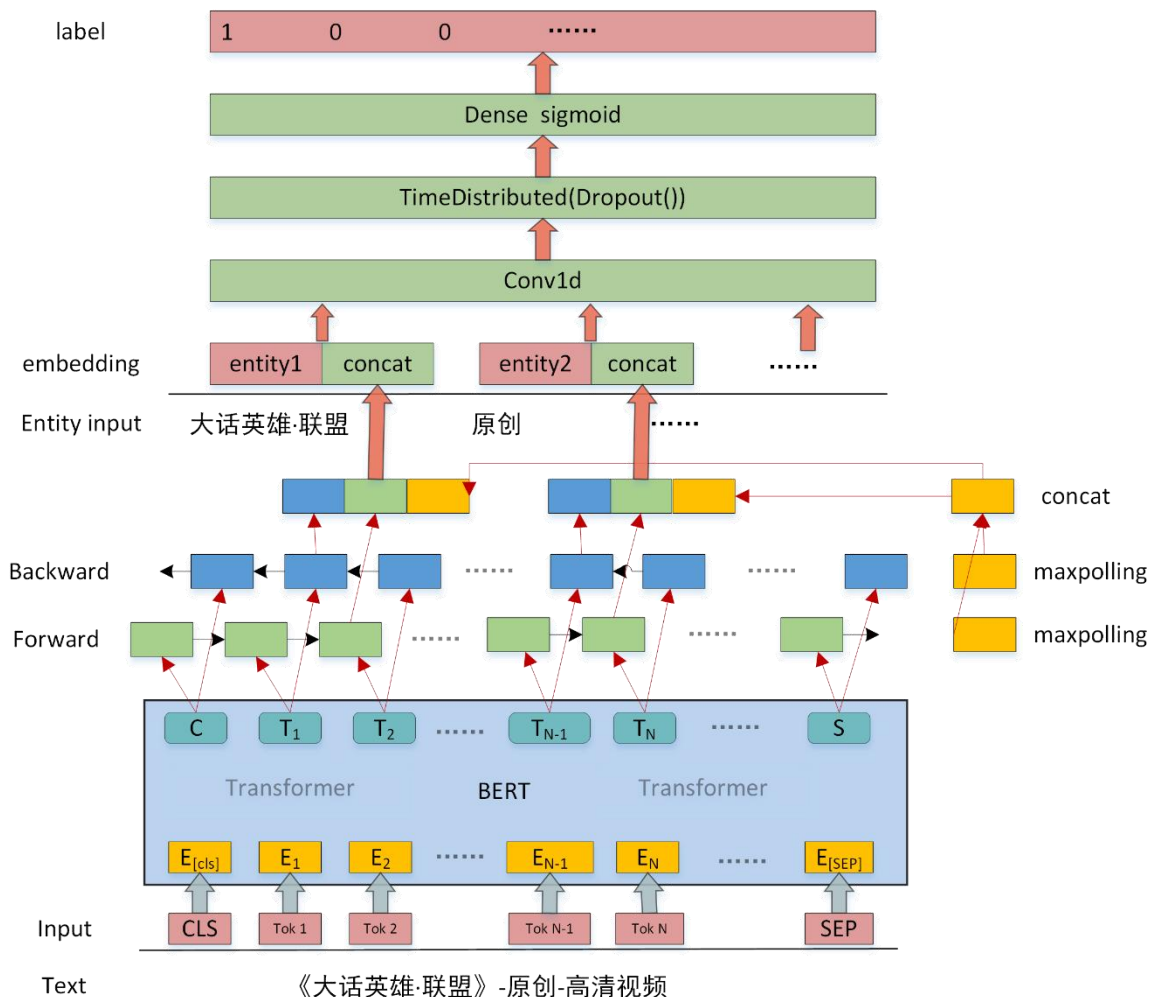 label 1 0 0 ······
Dense sigmoid
TimeDistributed(Dropout())
Conv1d
embedding entity1 concat entity2 concat ······
Entity input 大话英雄·联盟 原创 ······
concat
Backward ······ ······ maxpolling
Forward ······ ······ maxpolling
C T1 T2 ······ TN-1 TN ······ S
Transformer BERT Transformer
E[cls] E1 E2 ······ EN-1 EN ······ E[SEP]
Input CLS Tok 1 Tok 2 Tok N-1 Tok N SEP
Text 《大话英雄·联盟》-原创-高清视频